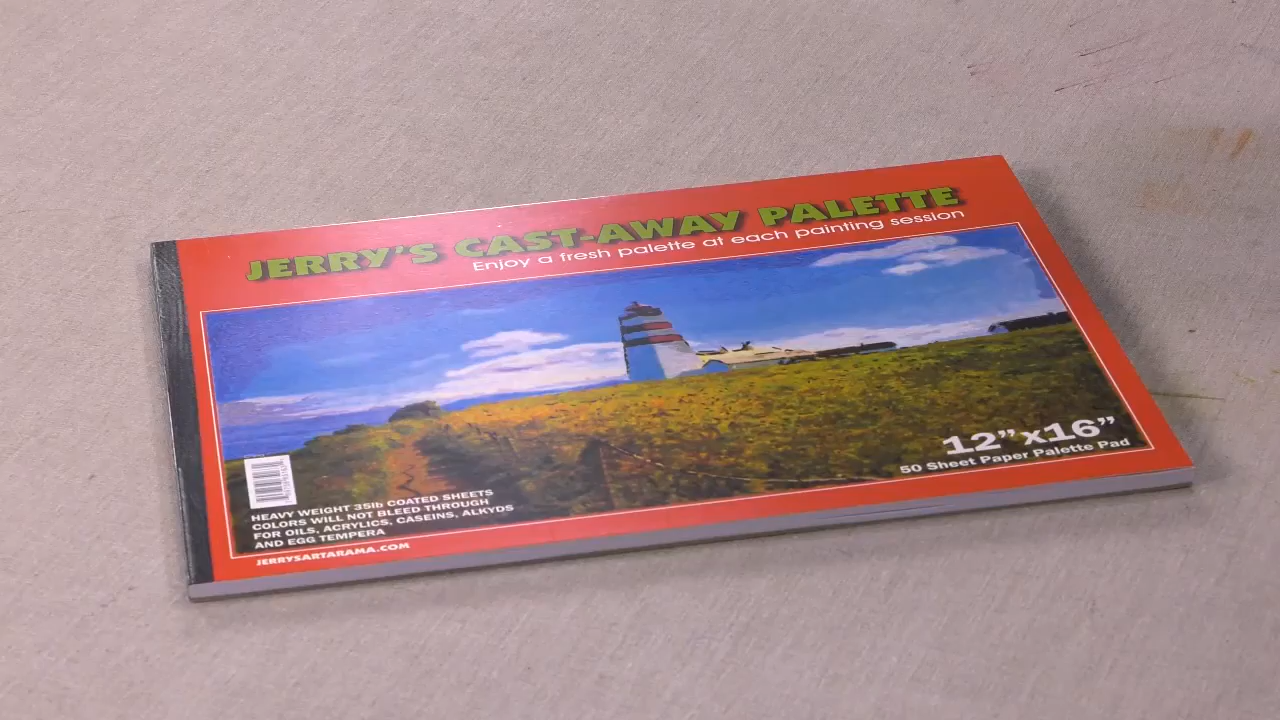 JERRY'S CAST-AWAY PALETTE
Enjoy a fresh palette at each painting session
12”x16”
50 Sheet Paper Palette Pad
HEAVY WEIGHT 35lb COATED SHEETS
COLORS WILL NOT BLEED THROUGH
FOR OILS, ACRYLICS, CASEINS, ALKYDS
AND EGG TEMPERA
JERRYSARTARAMA.COM